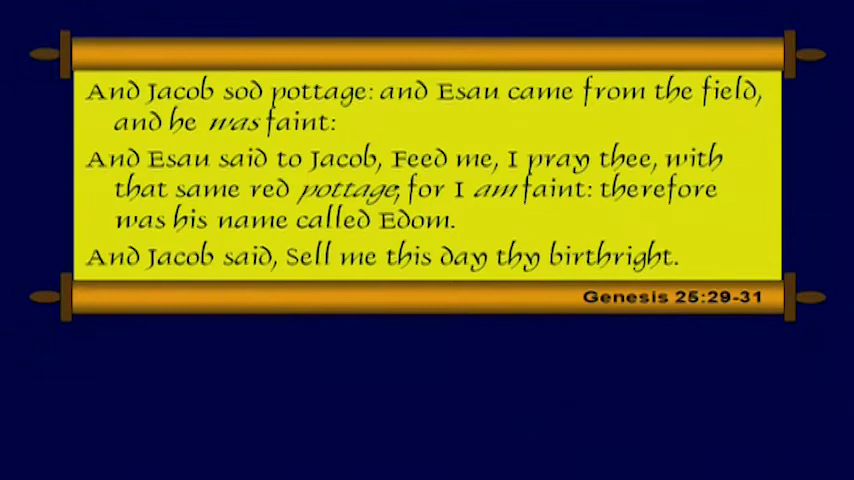 And Jacob sod pottage: and Esau came from the field,
and he was faint:
And Esau said to Jacob, Feed me, I pray thee, with
that same red pottage; for I am faint: therefore
was his name called Edom.
And Jacob said, Sell me this day thy birthright.
Genesis 25:29-31